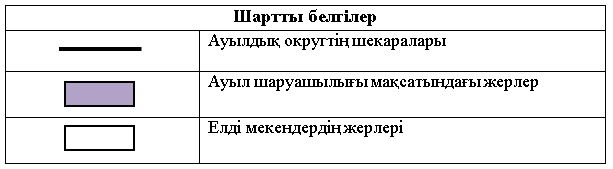 Шартты белгілер
Ауылдық округтің шекаралары
Ауыл шаруашылығы мақсатындағы жерлер
Елді мекендердің жерлері